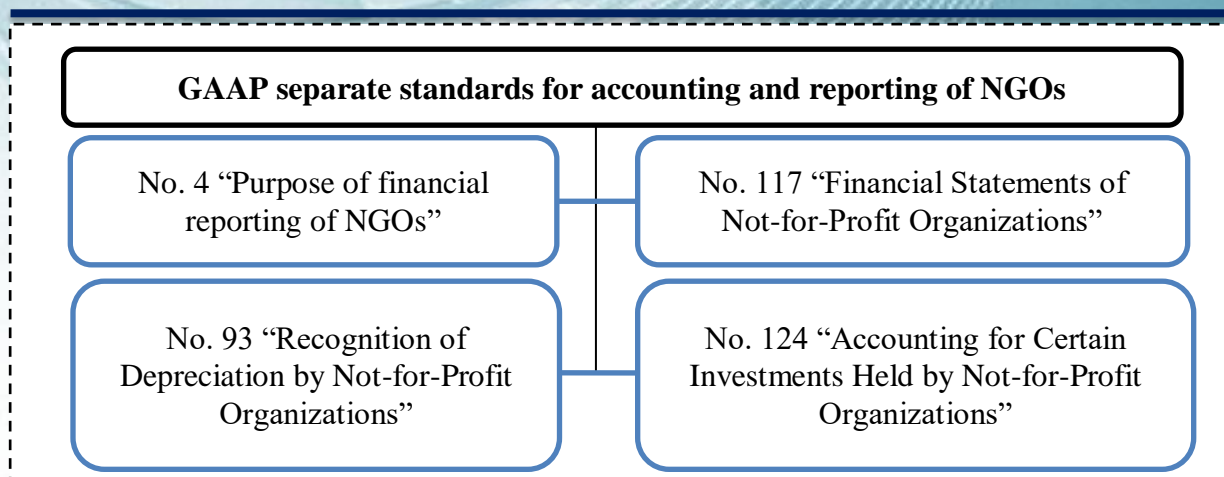 GAAP separate standards for accounting and reporting of NGOs
No. 4 “Purpose of financial
reporting of NGOs”
No. 117 “Financial Statements of
Not-for-Profit Organizations”
No. 93 “Recognition of
Depreciation by Not-for-Profit
Organizations”
No. 124 “Accounting for Certain
Investments Held by Not-for-Profit
Organizations”